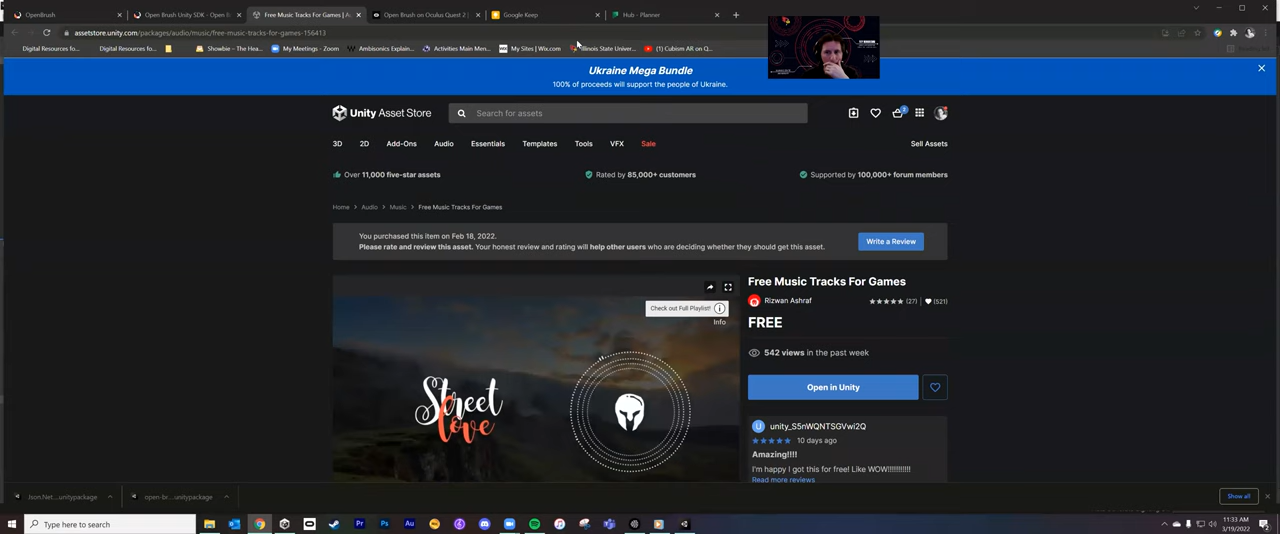 OpenBrush
Open Brush Unity SDK - Open B
Free Music Tracks For Games | A
Open Brush on Oculus Quest 2 |
Google Keep
Hub - Planner
assetstore.unity.com/packages/audio/music/free-music-tracks-for-games-156413
Digital Resources fo...
Digital Resources fo...
Showbie – The Hea...
My Meetings - Zoom
Ambisonics Explain...
Activities Main Men...
My Sites | Wix.com
Illinois State Univer...
(1) Cubism AR on Q...
Ukraine Mega Bundle
100% of proceeds will support the people of Ukraine.
Unity Asset Store
Search for assets
2
3D
2D
Add-Ons
Audio
Essentials
Templates
Tools
VFX
Sale
Sell Assets
Over 11,000 five-star assets
Rated by 85,000+ customers
Supported by 100,000+ forum members
Home > Audio > Music > Free Music Tracks For Games
You purchased this item on Feb 18, 2022.
Please rate and review this asset. Your honest review and rating will help other users who are deciding whether they should get this asset.
Write a Review
Free Music Tracks For Games
Check out Full Playlist!
Info
Rizwan Ashraf
(27)
(521)
FREE
542 views in the past week
Street
Love
Open in Unity
unity_S5nWQNTSGVwi2Q
10 days ago
Amazing!!!!
I'm happy I got this for free! Like WOW!!!!!!!!!!!
Read more reviews
Json.Net....unitypackage
open-br....unitypackage
Show all
Type here to search
Pr
Ps
Au
11:33 AM
3/19/2022
2